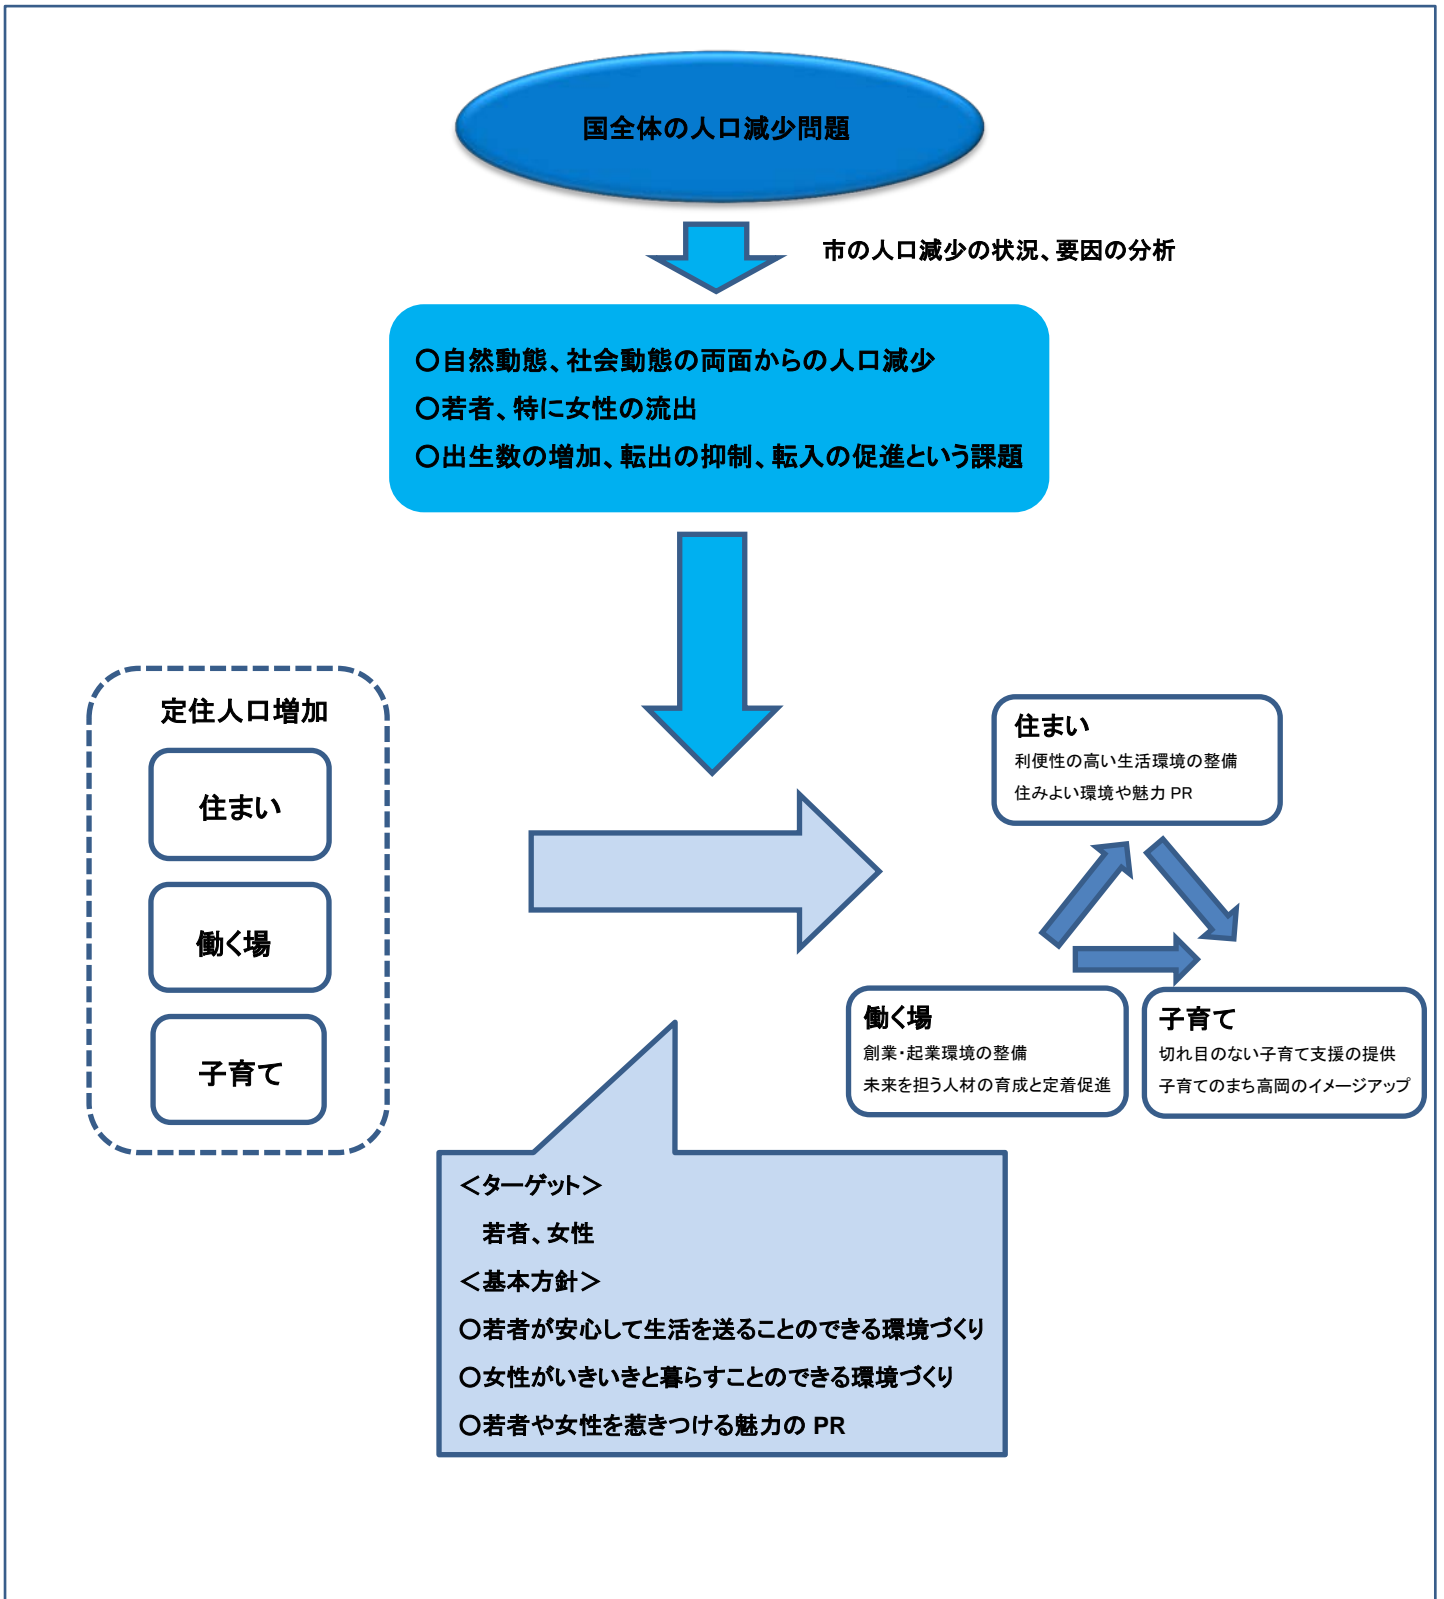 国全体の人口減少問題
市の人口減少の状況、要因の分析
〇自然動態、社会動態の両面からの人口減少
〇若者、特に女性の流出
〇出生数の増加、転出の抑制、転入の促進という課題
定住人口増加
住まい
働く場
子育て
住まい
利便性の高い生活環境の整備
住みよい環境や魅力 PR
働く場
創業・起業環境の整備
未来を担う人材の育成と定着促進
子育て
切れ目のない子育て支援の提供
子育てのまち高岡のイメージアップ
＜ターゲット＞
若者、女性
＜基本方針＞
〇若者が安心して生活を送ることのできる環境づくり
〇女性がいきいきと暮らすことのできる環境づくり
〇若者や女性を惹きつける魅力の PR